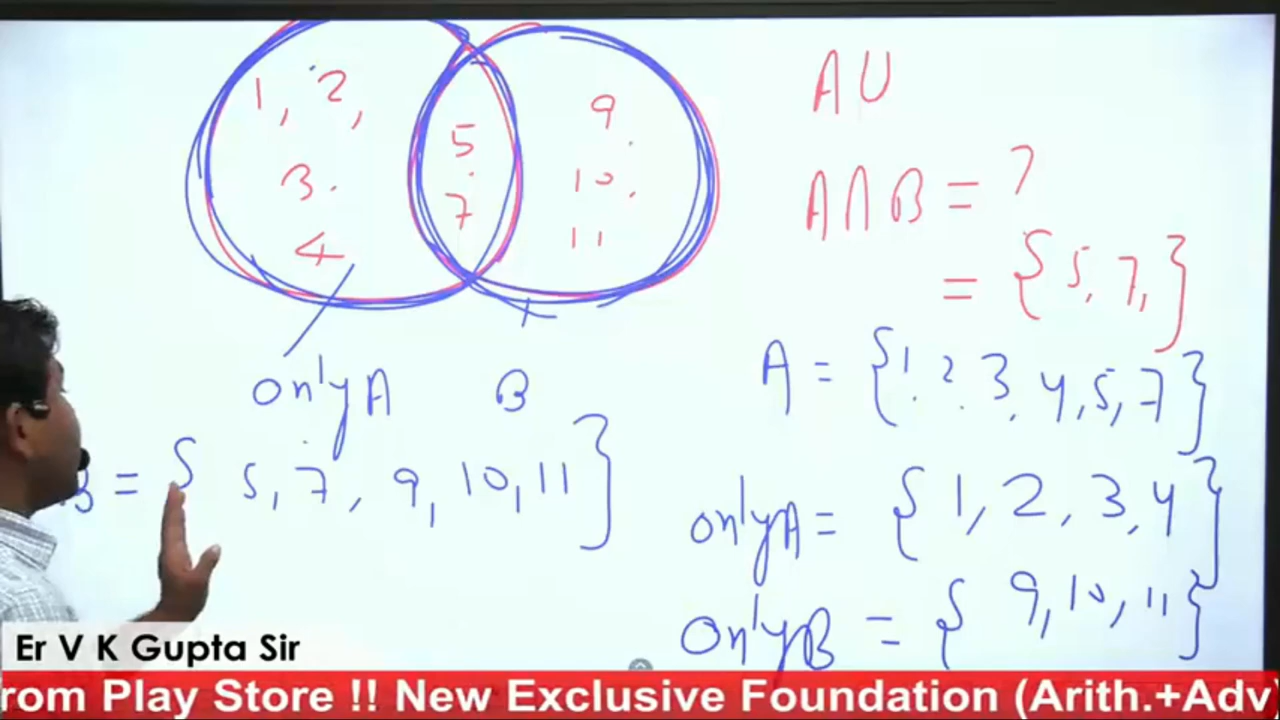 1, 2,
3.
4
5
7
9
10
11
AU
A∩B = ?
= {5, 7, }
only A
B
A = {1, 2, 3, 4, 5, 7}
B = { 5, 7, 9, 10, 11 }
only A = {1, 2, 3, 4}
Only B = { 9, 10, 11}
Er V K Gupta Sir
rom Play Store !! New Exclusive Foundation (Arith.+Adv)